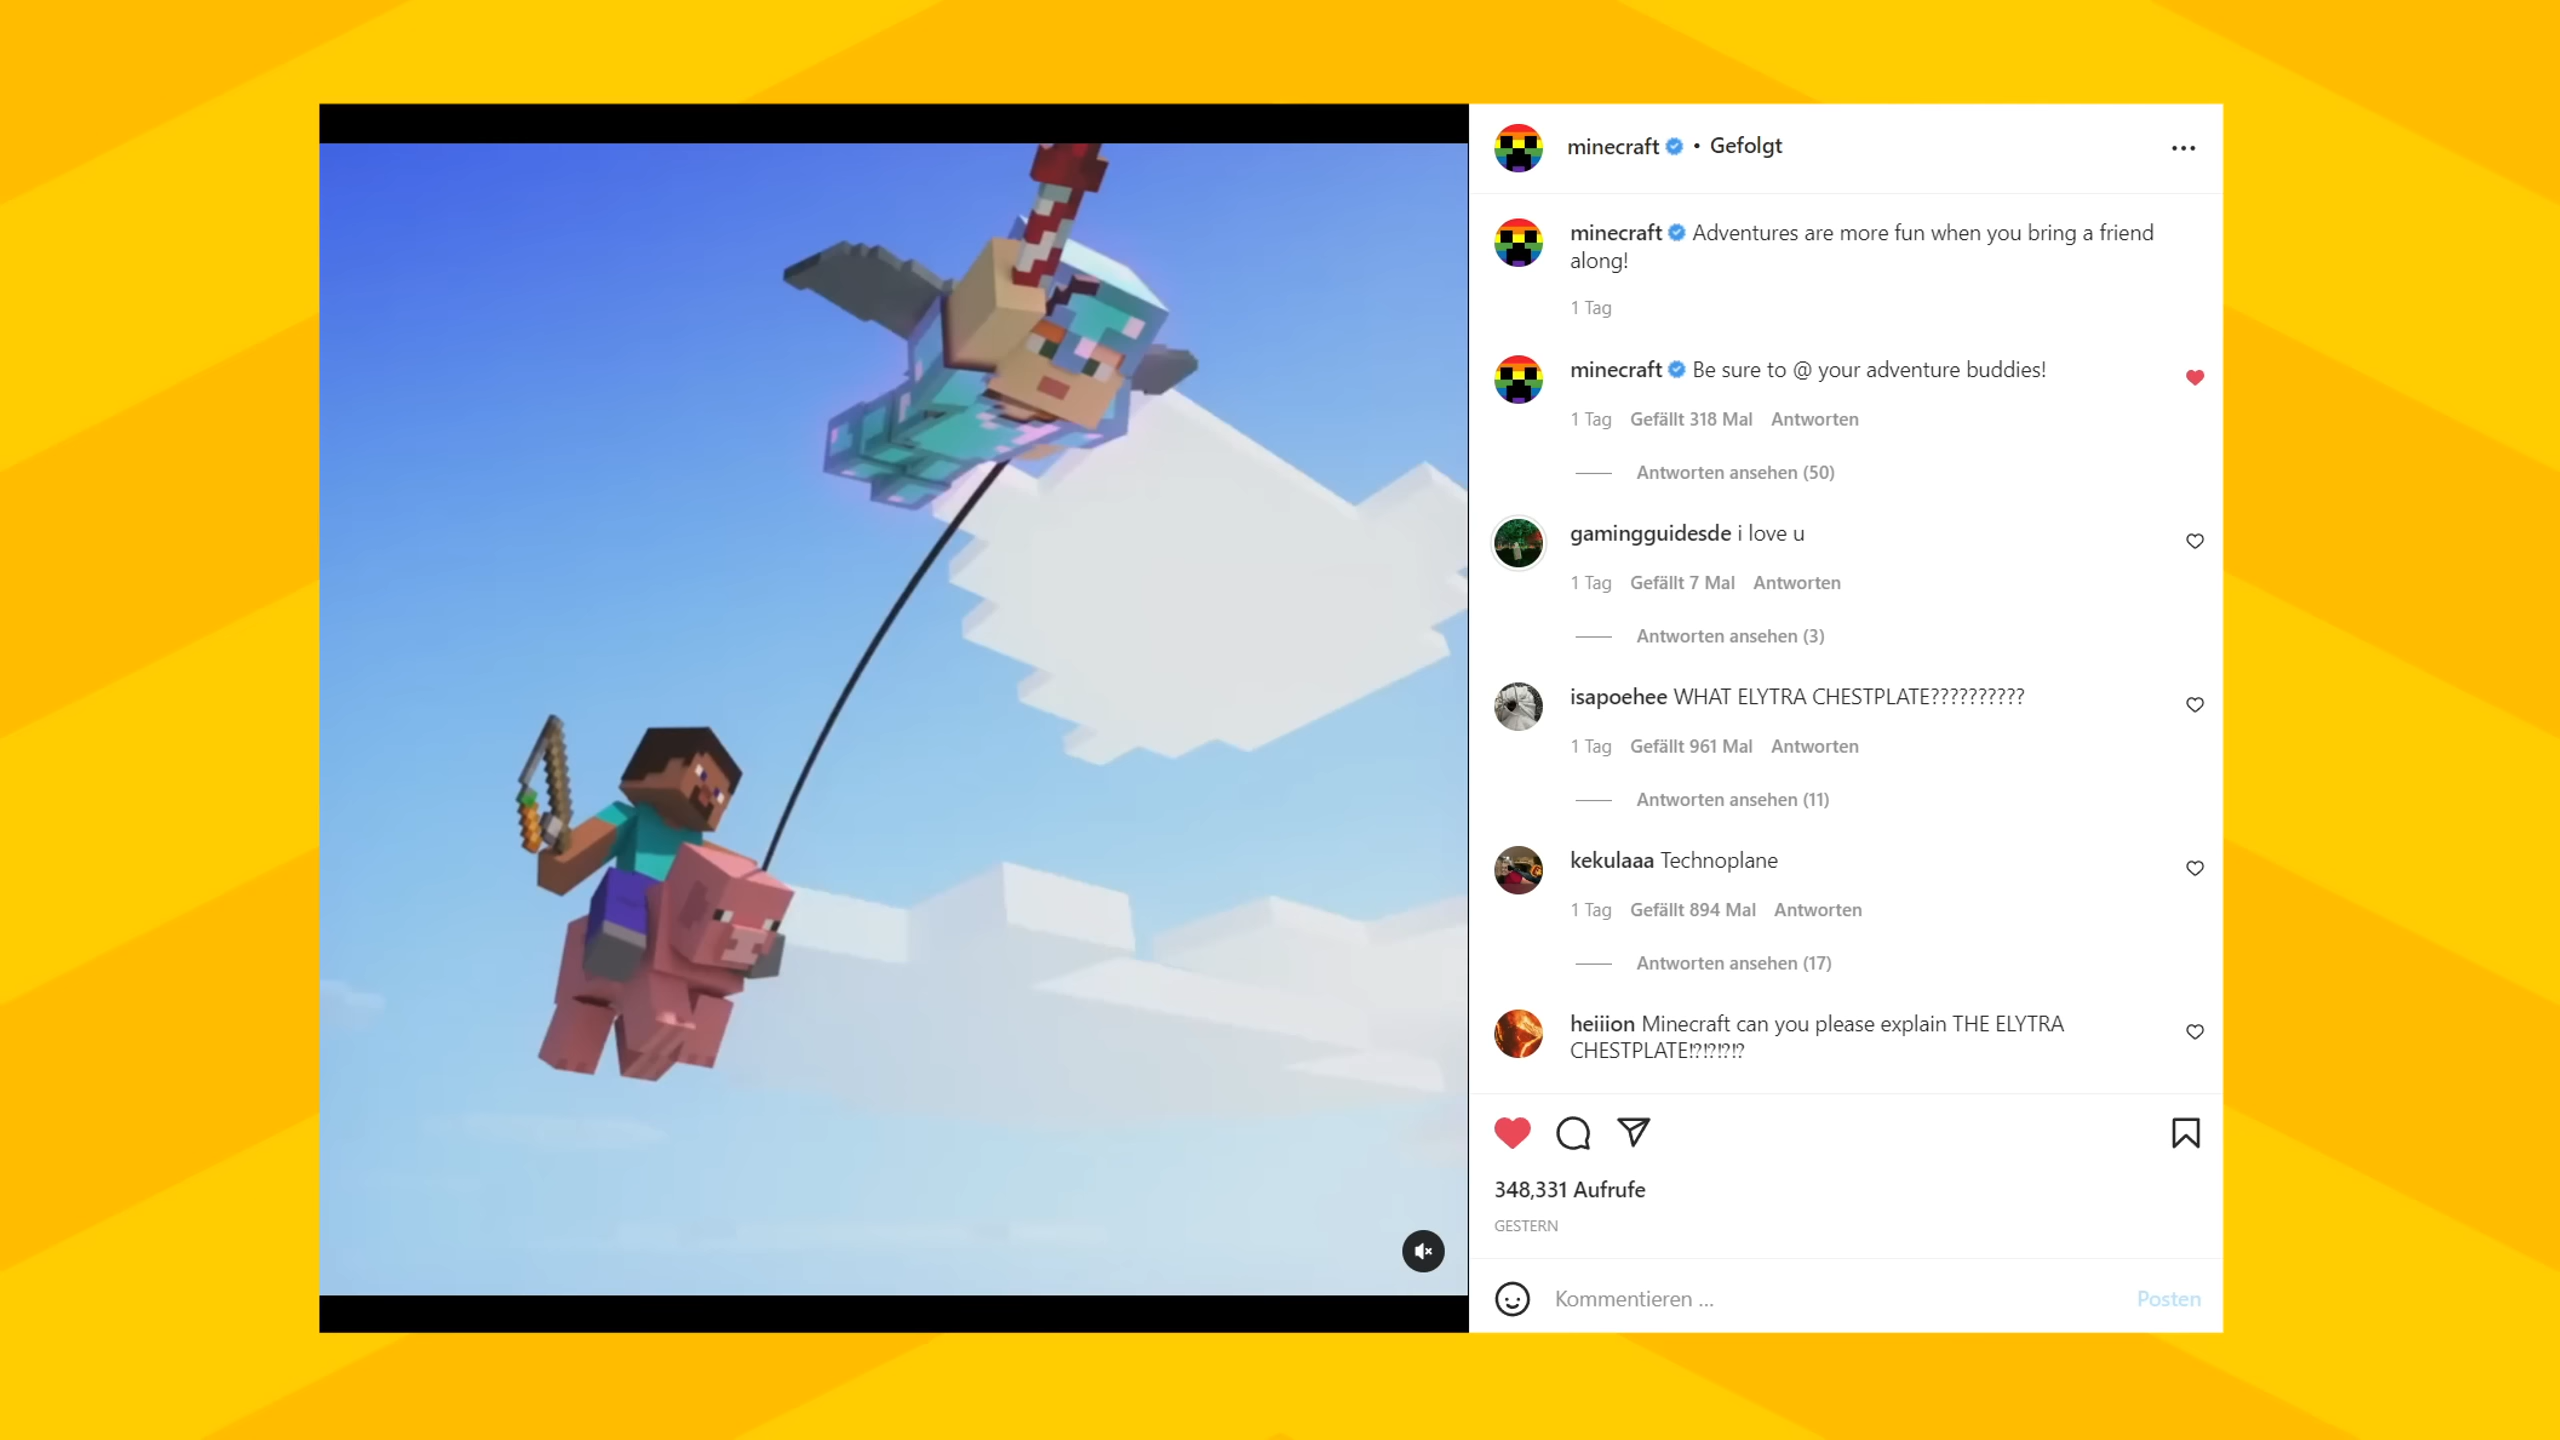 minecraft • Gefolgt
minecraft Adventures are more fun when you bring a friend
along!
1 Tag
minecraft Be sure to @ your adventure buddies!
1 Tag Gefällt 318 Mal Antworten
Antworten ansehen (50)
gamingguidesde i love u
1 Tag Gefällt 7 Mal Antworten
Antworten ansehen (3)
isapoehee WHAT ELYTRA CHESTPLATE??????????
1 Tag Gefällt 961 Mal Antworten
Antworten ansehen (11)
kekulaaa Technoplane
1 Tag Gefällt 894 Mal Antworten
Antworten ansehen (17)
heiiion Minecraft can you please explain THE ELYTRA
CHESTPLATE!?!?!?!?
348,331 Aufrufe
GESTERN
Kommentieren ... Posten